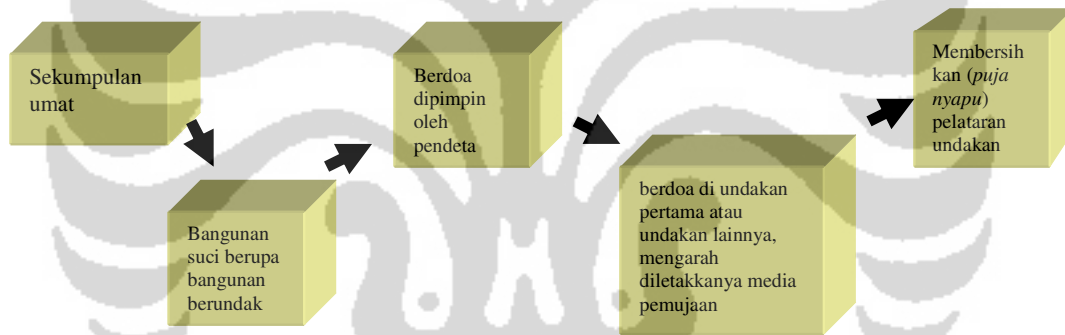 Sekumpulan
umat
Bangunan
suci berupa
bangunan
berundak
Berdoa
dipimpin
oleh
pendeta
berdoa di undakan
pertama atau
undakan lainnya,
mengarah
diletakkanya media
pemujaan
Membersih
kan (puja
nyapu)
pelataran
undakan